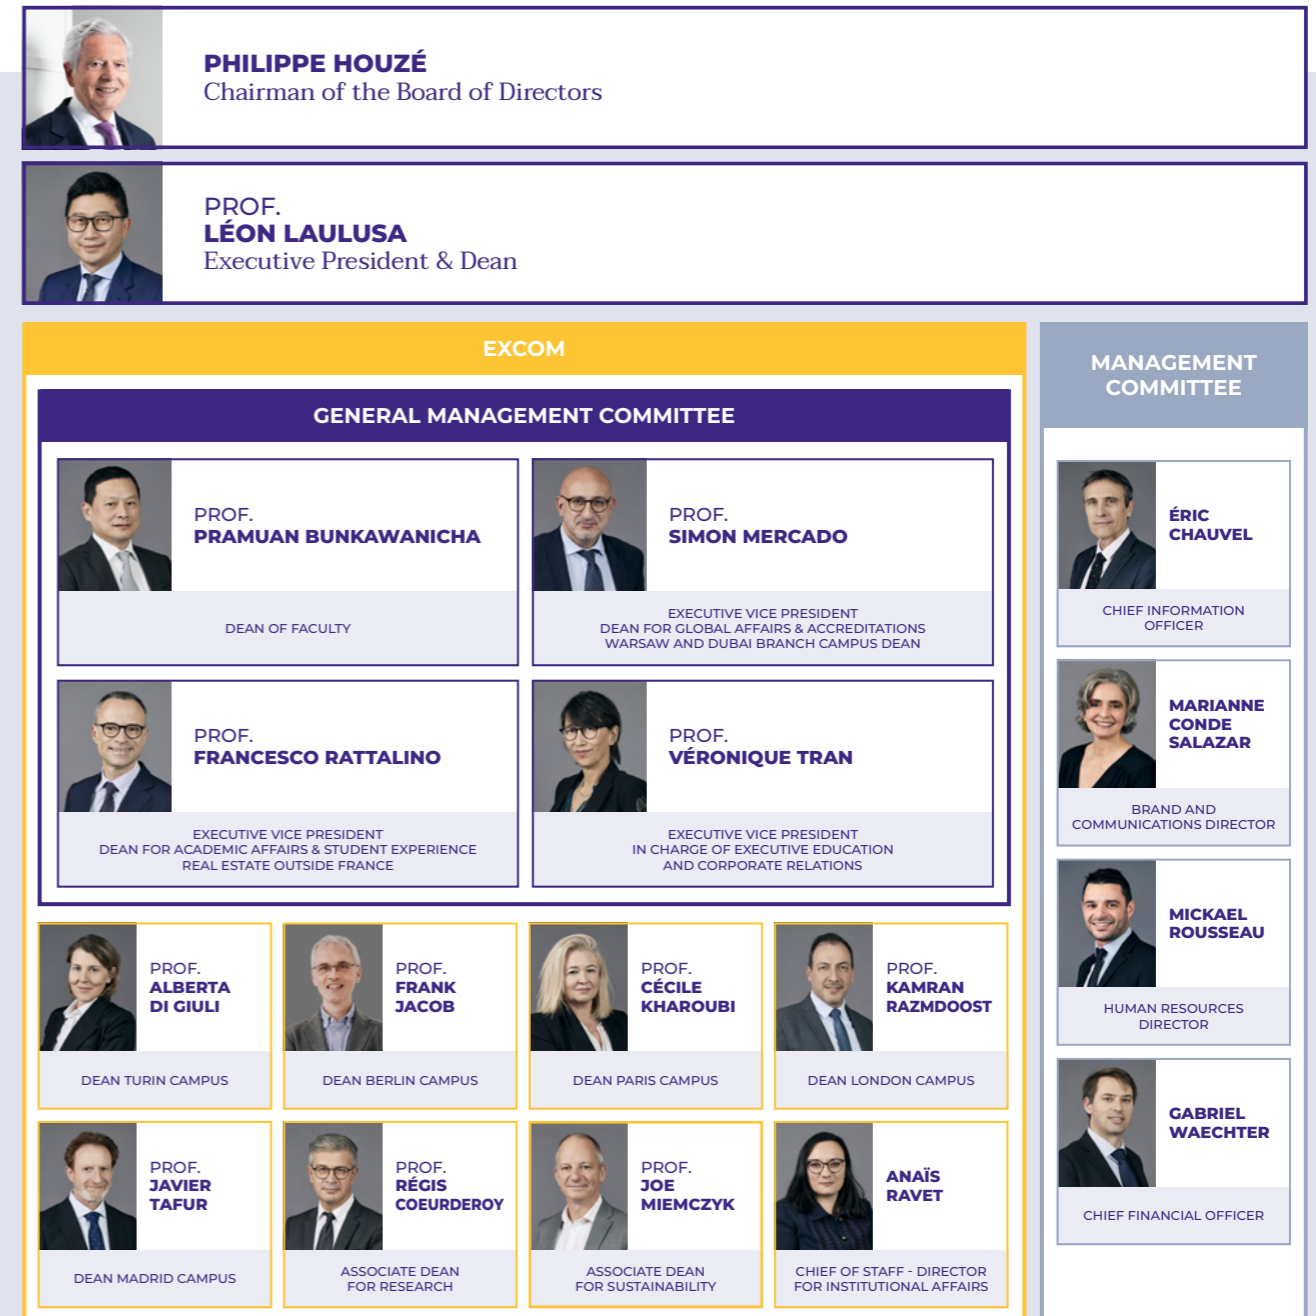 PHILIPPE HOUZÉ
Chairman of the Board of Directors
PROF.
LÉON LAULUSA
Executive President & Dean
EXCOM
GENERAL MANAGEMENT COMMITTEE
PROF.
PRAMUAN BUNKAWANICHA
DEAN OF FACULTY
PROF.
SIMON MERCADO
EXECUTIVE VICE PRESIDENT
DEAN FOR GLOBAL AFFAIRS & ACCREDITATIONS
WARSAW AND DUBAI BRANCH CAMPUS DEAN
PROF.
FRANCESCO RATTALINO
EXECUTIVE VICE PRESIDENT
DEAN FOR ACADEMIC AFFAIRS & STUDENT EXPERIENCE
REAL ESTATE OUTSIDE FRANCE
PROF.
VÉRONIQUE TRAN
EXECUTIVE VICE PRESIDENT
IN CHARGE OF EXECUTIVE EDUCATION
AND CORPORATE RELATIONS
PROF.
ALBERTA
DI GIULI
DEAN TURIN CAMPUS
PROF.
FRANK
JACOB
DEAN BERLIN CAMPUS
PROF.
CÉCILE
KHAROUBI
DEAN PARIS CAMPUS
PROF.
KAMRAN
RAZMDOOST
DEAN LONDON CAMPUS
PROF.
JAVIER
TAFUR
DEAN MADRID CAMPUS
PROF.
RÉGIS
COEURDEROY
ASSOCIATE DEAN
FOR RESEARCH
PROF.
JOE
MIEMCZYK
ASSOCIATE DEAN
FOR SUSTAINABILITY
ANAÏS
RAVET
CHIEF OF STAFF - DIRECTOR
FOR INSTITUTIONAL AFFAIRS
MANAGEMENT
COMMITTEE
ÉRIC
CHAUVEL
CHIEF INFORMATION
OFFICER
MARIANNE
CONDE
SALAZAR
BRAND AND
COMMUNICATIONS DIRECTOR
MICKAEL
ROUSSEAU
HUMAN RESOURCES
DIRECTOR
GABRIEL
WAECHTER
CHIEF FINANCIAL OFFICER